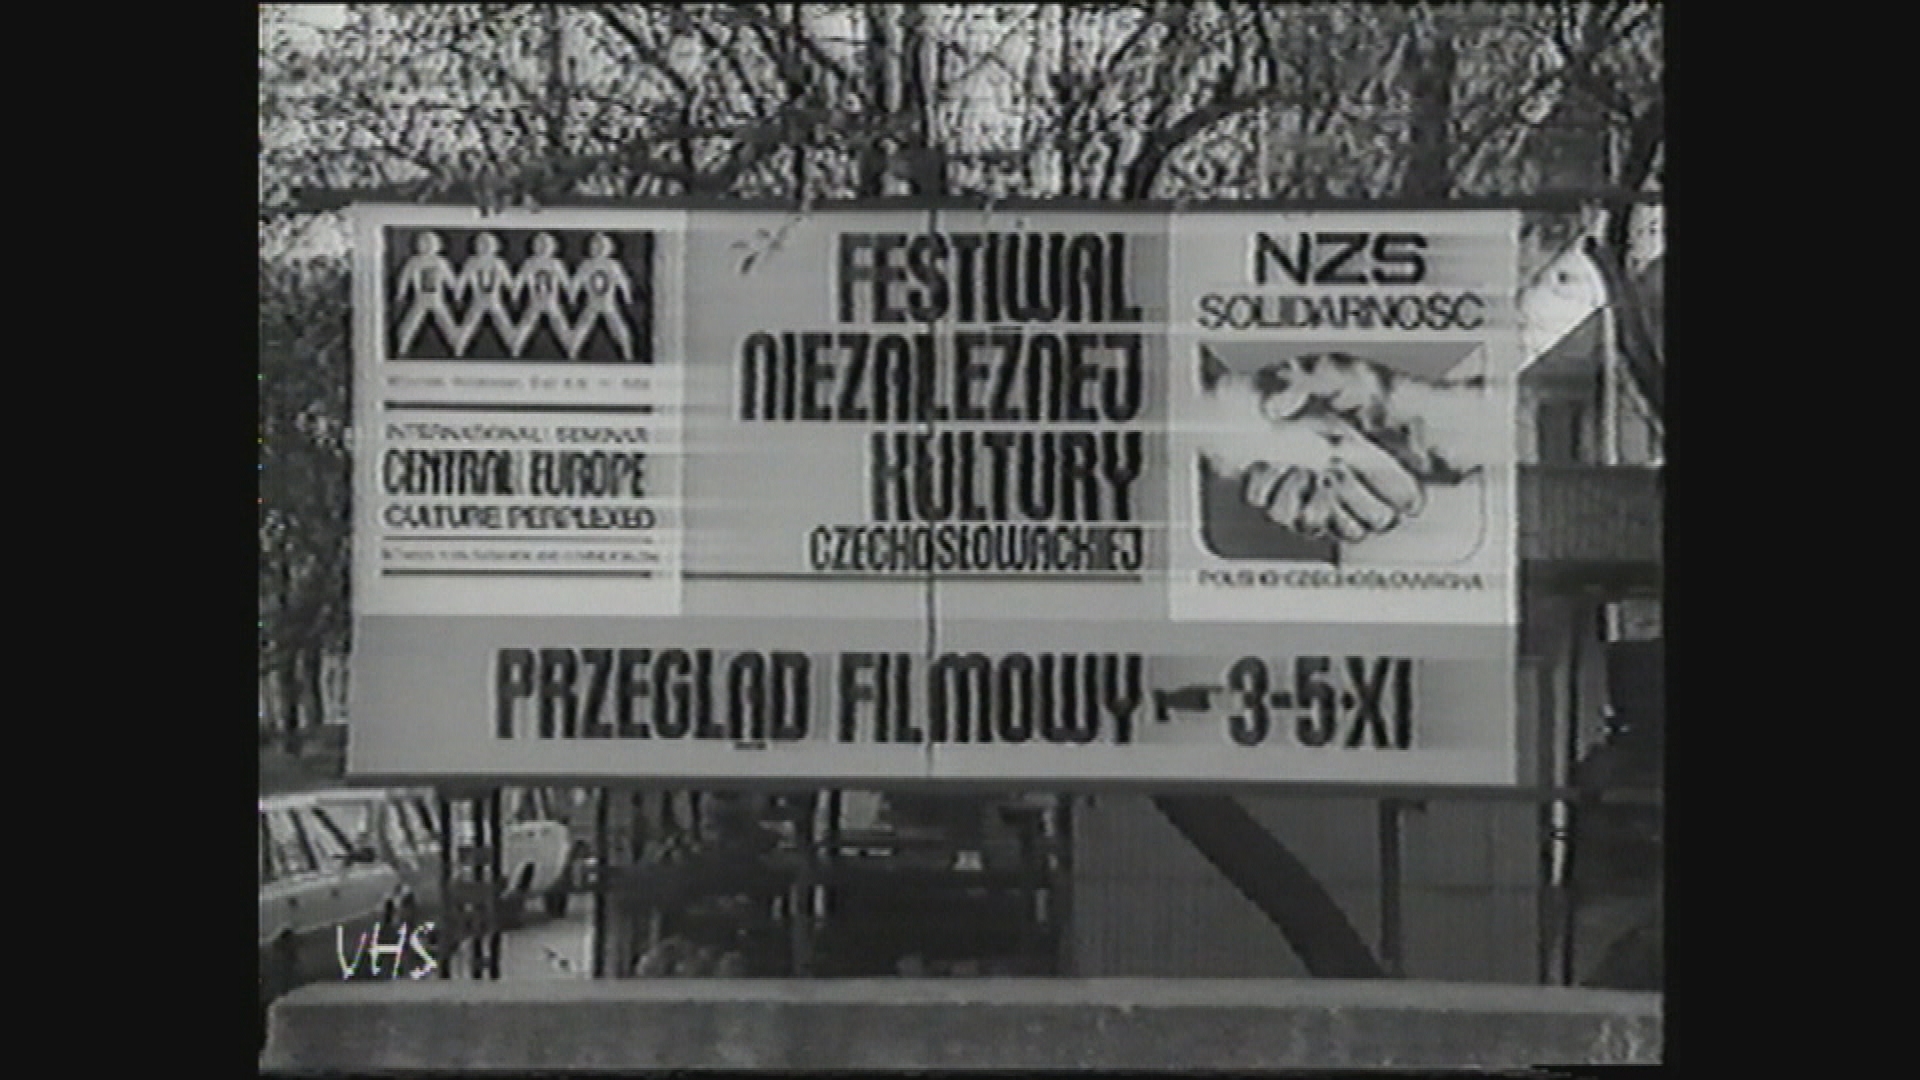 EURO
INTERNATIONAL SEMINAR
CENTRAL EUROPE
CULTURE PERPLEXED
FESTIWAL
NIEZALEŻNEJ
KULTURY
CZECHOSŁOWACKIEJ
NZS
SOLIDARNOŚĆ
POLSKO-CZECHOSŁOWACKA
PRZEGLĄD FILMOWY - 3-5·XI
VHS